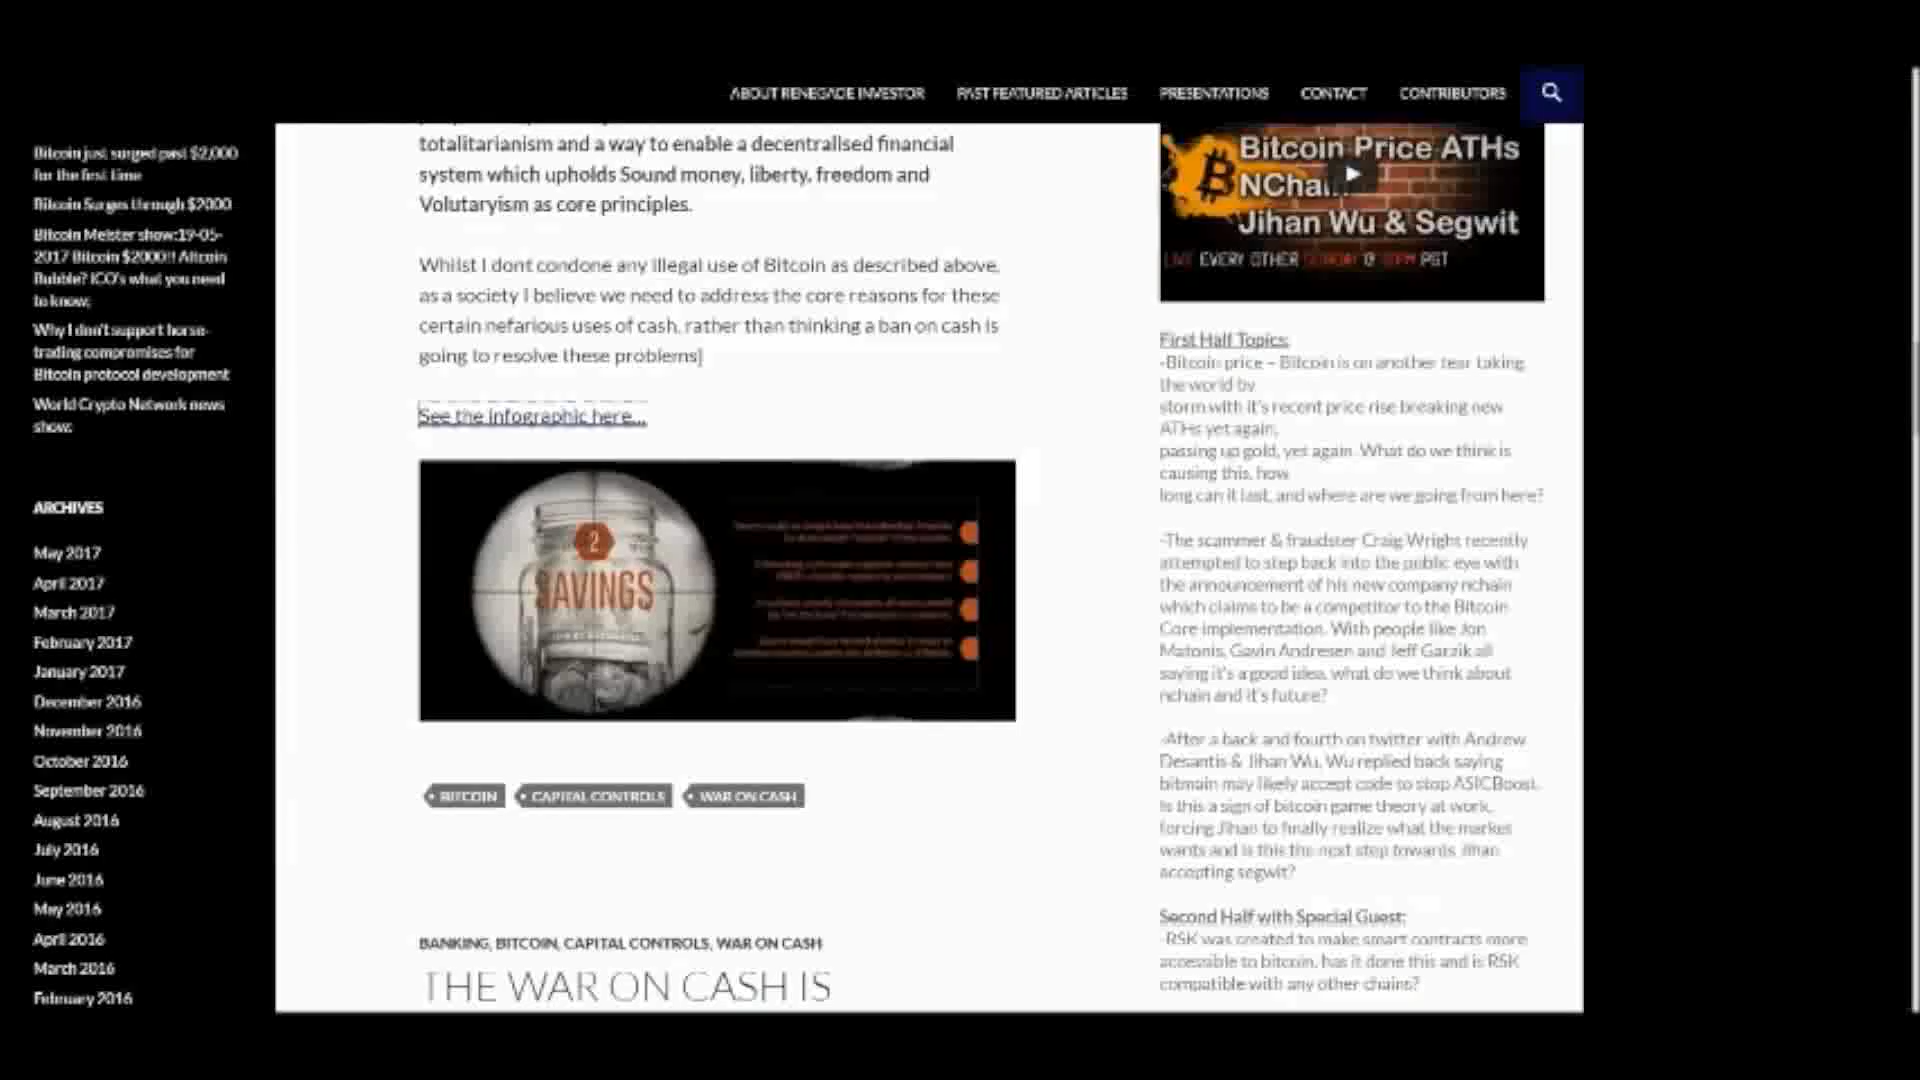 ABOUT RENEGADE INVESTOR
PAST FEATURED ARTICLES
PRESENTATIONS
CONTACT
CONTRIBUTORS
Bitcoin just surged past $2,000
for the first time
Bitcoin Surges through $2000
Bitcoin Meister show:19-05-
2017 Bitcoin $2000!! Altcoin
Bubble? ICO's what you need
to know;
Why I don't support horse-
trading compromises for
Bitcoin protocol development
World Crypto Network news
show;
ARCHIVES
May 2017
April 2017
March 2017
February 2017
January 2017
December 2016
November 2016
October 2016
September 2016
August 2016
July 2016
June 2016
May 2016
April 2016
March 2016
February 2016
totalitarianism and a way to enable a decentralised financial
system which upholds Sound money, liberty, freedom and
Volutaryism as core principles.
Whilst I dont condone any illegal use of Bitcoin as described above,
as a society I believe we need to address the core reasons for these
certain nefarious uses of cash, rather than thinking a ban on cash is
going to resolve these problems]
See the infographic here...
2
SAVINGS
BITCOIN
CAPITAL CONTROLS
WAR ON CASH
BANKING, BITCOIN, CAPITAL CONTROLS, WAR ON CASH
THE WAR ON CASH IS
Bitcoin Price ATHs
NChai
Jihan Wu & Segwit
LIVE EVERY OTHER SUNDAY @ PM PST
First Half Topics:
-Bitcoin price – Bitcoin is on another tear taking
the world by
storm with it's recent price rise breaking new
ATHs yet again,
passing up gold, yet again. What do we think is
causing this, how
long can it last, and where are we going from here?
-The scammer & fraudster Craig Wright recently
attempted to step back into the public eye with
the announcement of his new company nchain
which claims to be a competitor to the Bitcoin
Core implementation. With people like Jon
Matonis, Gavin Andresen and Jeff Garzik all
saying it's a good idea, what do we think about
nchain and it's future?
-After a back and fourth on twitter with Andrew
Desantis & Jihan Wu, Wu replied back saying
bitmain may likely accept code to stop ASICBoost.
Is this a sign of bitcoin game theory at work,
forcing Jihan to finally realize what the market
wants and is this the next step towards Jihan
accepting segwit?
Second Half with Special Guest:
-RSK was created to make smart contracts more
accessible to bitcoin, has it done this and is RSK
compatible with any other chains?